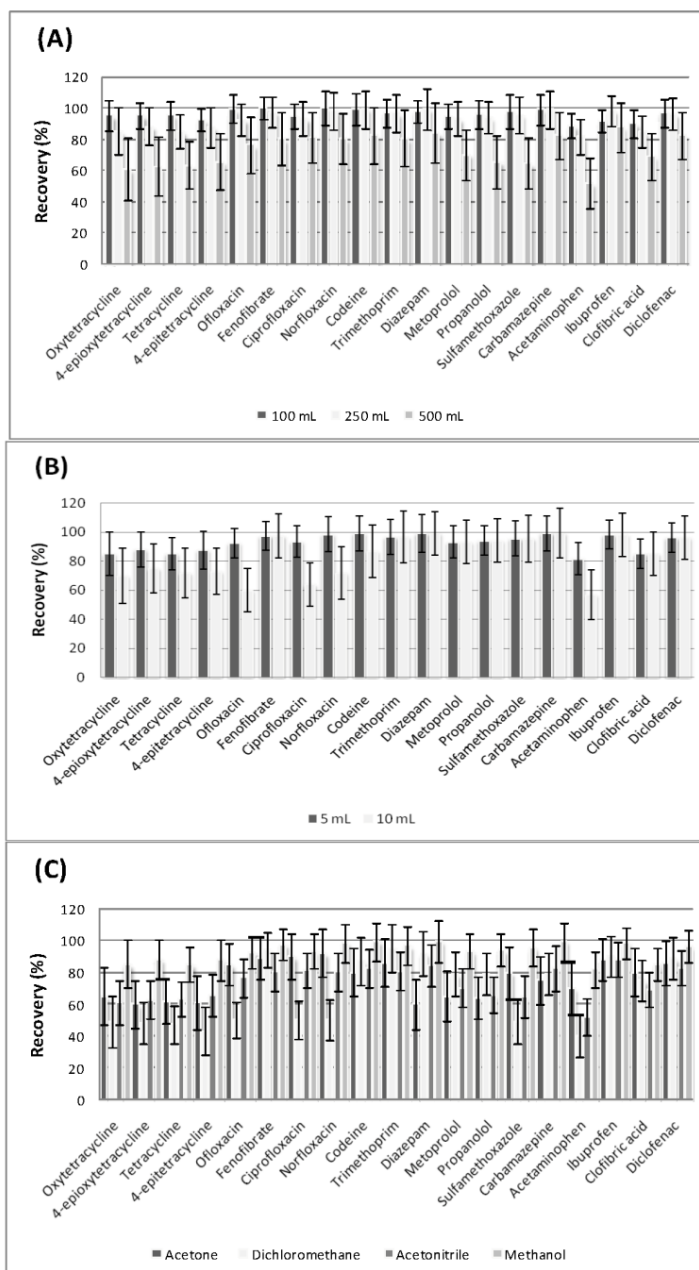 (A)
Recovery (%)
120
100
80
60
40
20
0
Oxytetracycline
4-epioxytetracycline
Tetracycline
4-epitetracycline
Ofloxacin
Fenofibrate
Ciprofloxacin
Norfloxacin
Codeine
Trimethoprim
Diazepam
Metoprolol
Propanolol
Sulfamethoxazole
Carbamazepine
Acetaminophen
Ibuprofen
Clofibric acid
Diclofenac
100 mL 250 mL 500 mL
(B)
Recovery (%)
120
100
80
60
40
20
0
Oxytetracycline
4-epioxytetracycline
Tetracycline
4-epitetracycline
Ofloxacin
Fenofibrate
Ciprofloxacin
Norfloxacin
Codeine
Trimethoprim
Diazepam
Metoprolol
Propanolol
Sulfamethoxazole
Carbamazepine
Acetaminophen
Ibuprofen
Clofibric acid
Diclofenac
5 mL 10 mL
(C)
Recovery (%)
120
100
80
60
40
20
0
Oxytetracycline
4-epioxytetracycline
Tetracycline
4-epitetracycline
Ofloxacin
Fenofibrate
Ciprofloxacin
Norfloxacin
Codeine
Trimethoprim
Diazepam
Metoprolol
Propanolol
Sulfamethoxazole
Carbamazepine
Acetaminophen
Ibuprofen
Clofibric acid
Diclofenac
Acetone Dichloromethane Acetonitrile Methanol